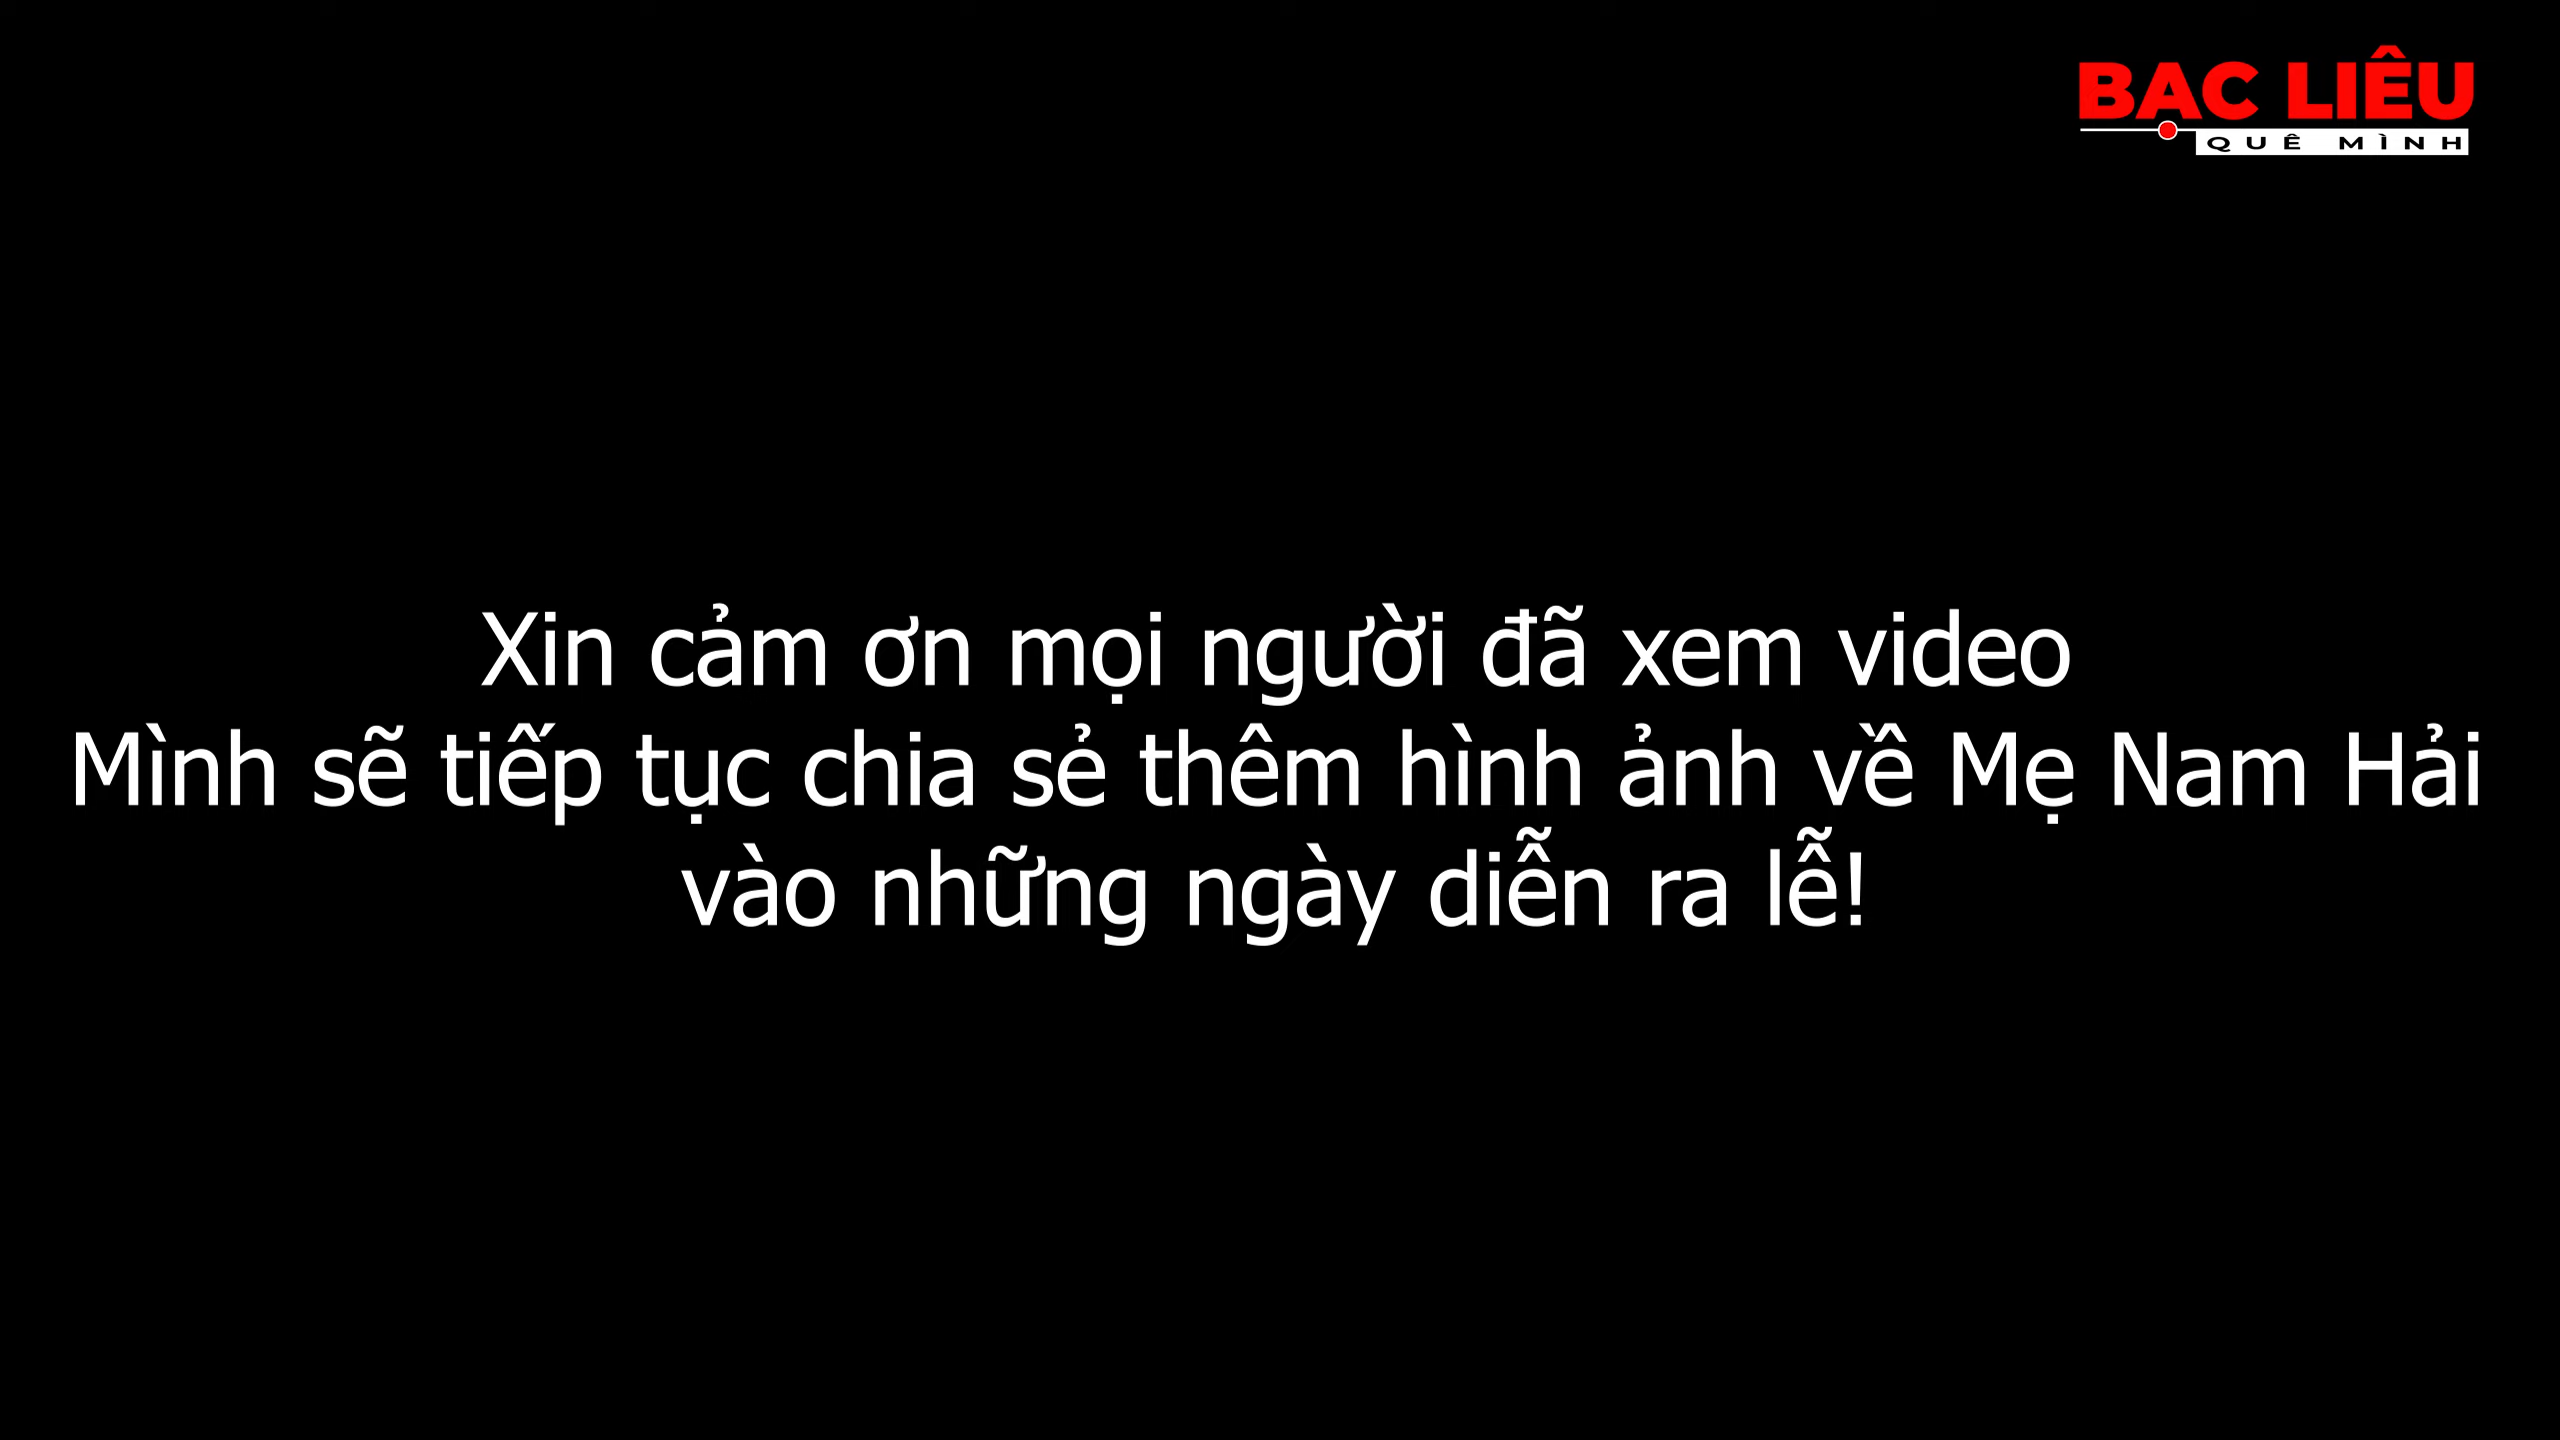 BẠC LIÊU
QUÊ MÌNH
Xin cảm ơn mọi người đã xem video
Mình sẽ tiếp tục chia sẻ thêm hình ảnh về Mẹ Nam Hải
vào những ngày diễn ra lễ!